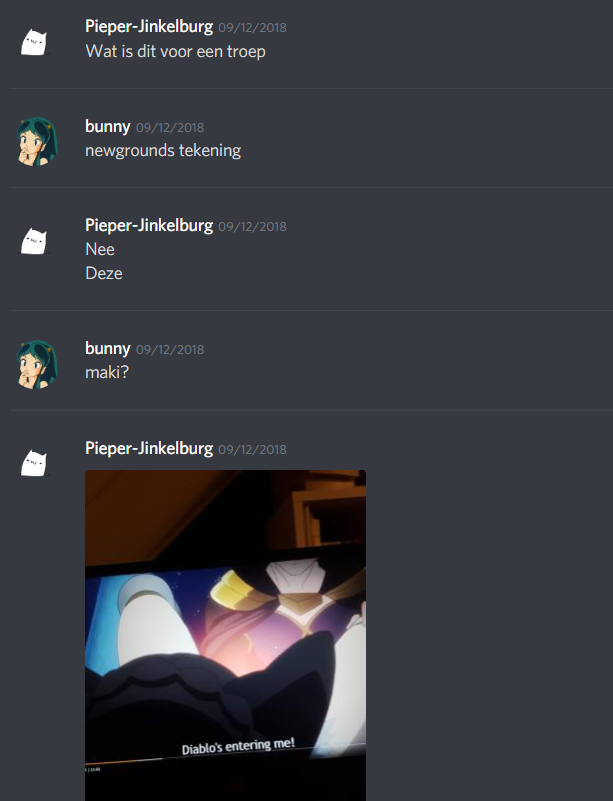 Pieper-Jinkelburg 09/12/2018
Wat is dit voor een troep
bunny 09/12/2018
newgrounds tekening
Pieper-Jinkelburg 09/12/2018
Nee
Deze
bunny 09/12/2018
maki?
Pieper-Jinkelburg 09/12/2018
Diablo's entering me!